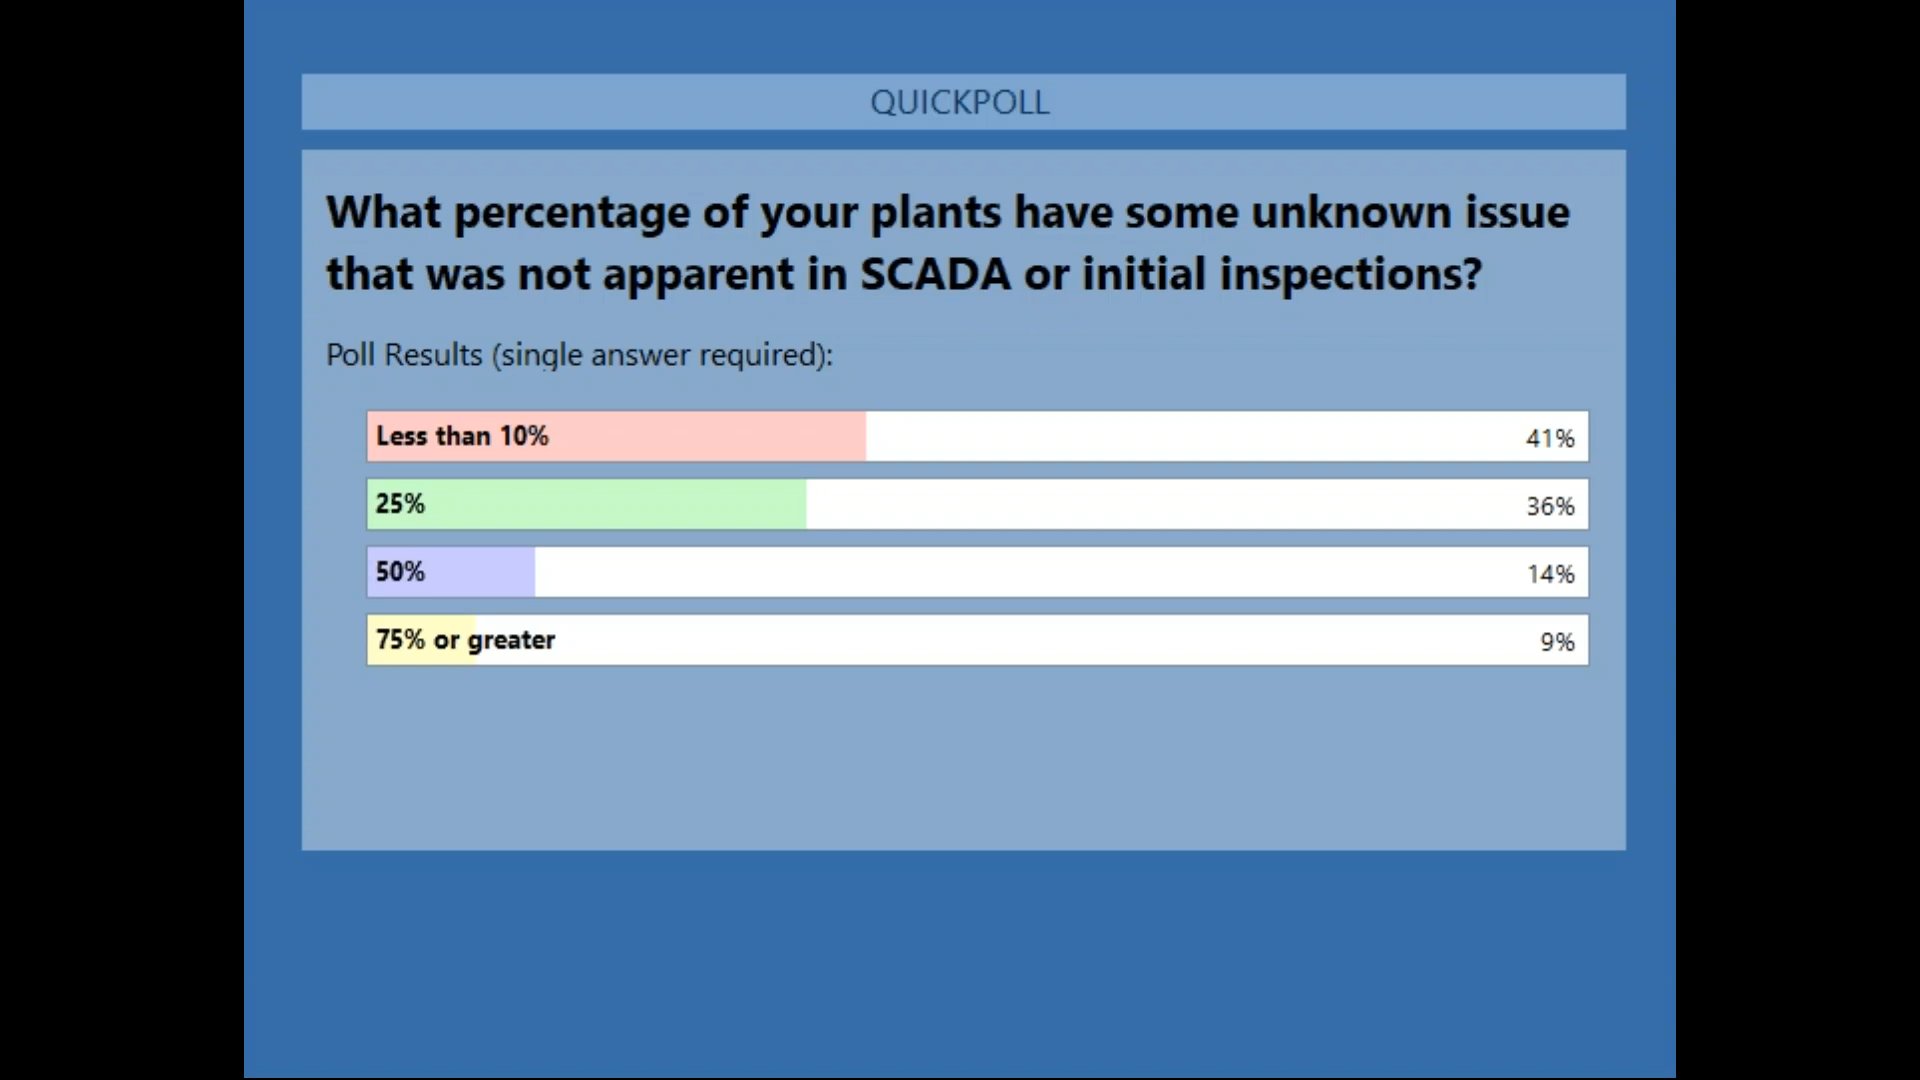 QUICKPOLL
What percentage of your plants have some unknown issue
that was not apparent in SCADA or initial inspections?
Poll Results (single answer required):
Less than 10% 41%
25% 36%
50% 14%
75% or greater 9%